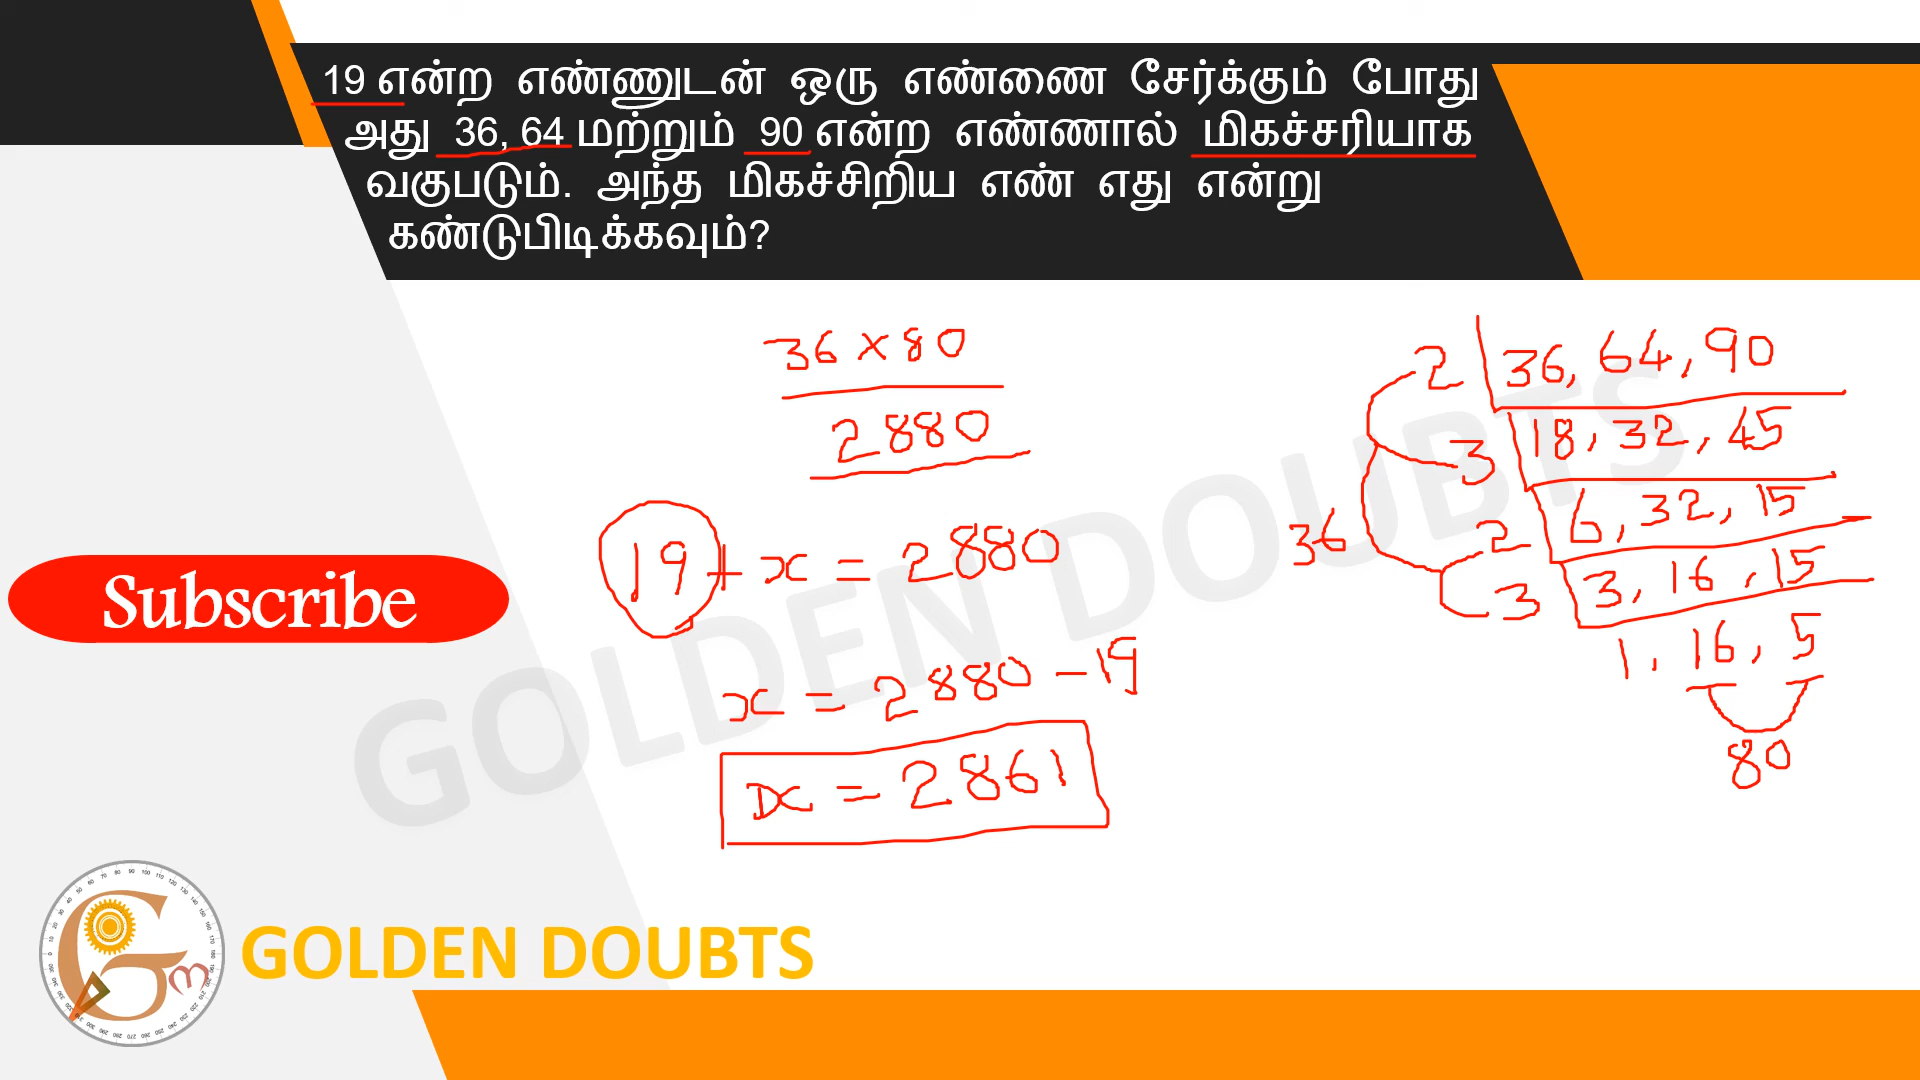 19 என்ற எண்ணுடன் ஒரு எண்ணை சேர்க்கும் போது
அது 36, 64 மற்றும் 90 என்ற எண்ணால் மிகச்சரியாக
வகுபடும். அந்த மிகச்சிறிய எண் எது என்று
கண்டுபிடிக்கவும்?
36 × 80
2880
19 + x = 2880
x = 2880 - 19
x = 2861
2 36, 64, 90
3 18, 32, 45
36 2 6, 32, 15
3 3, 16, 15
1, 16, 5
80
Subscribe
GOLDEN DOUBTS
GOLDEN DOUBTS